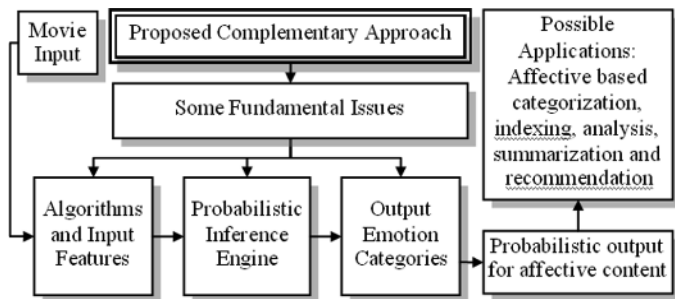 Movie
Input
Proposed Complementary Approach
Some Fundamental Issues
Algorithms
and Input
Features
Probabilistic
Inference
Engine
Output
Emotion
Categories
Possible
Applications:
Affective based
categorization,
indexing, analysis,
summarization and
recommendation
Probabilistic output
for affective content